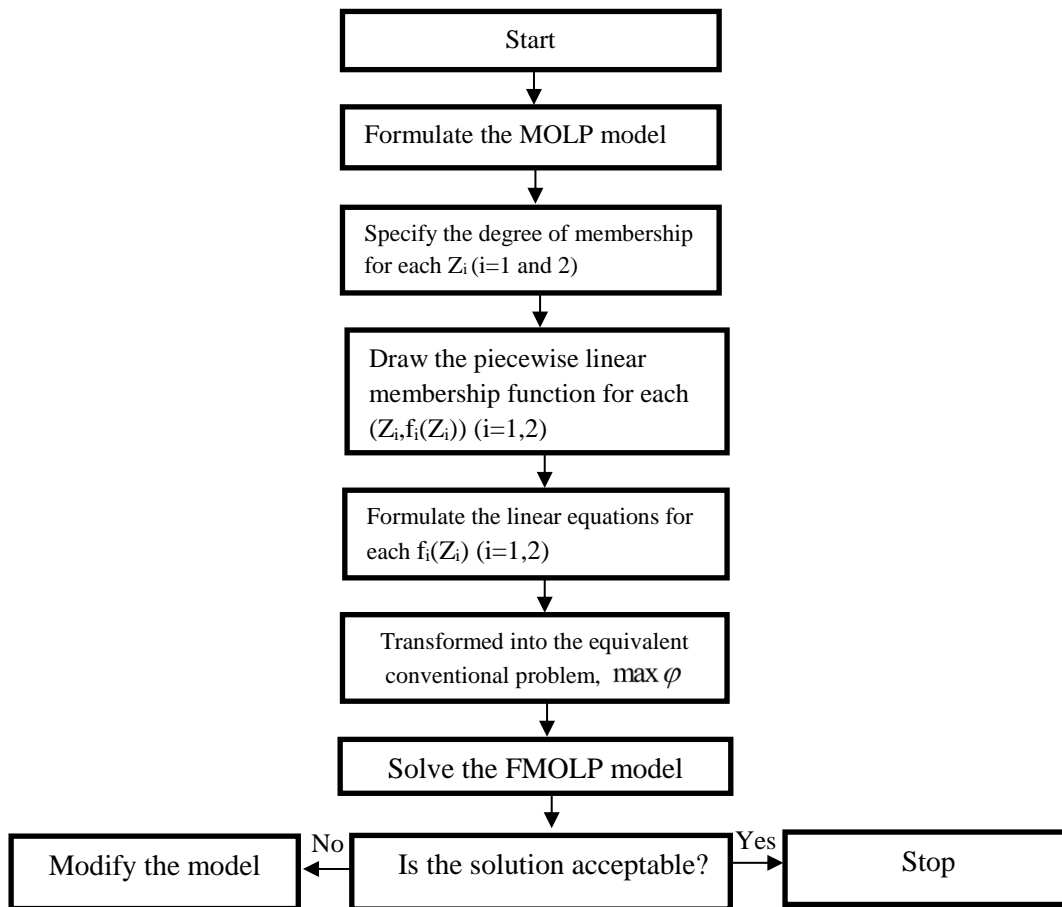 Start
Formulate the MOLP model
Specify the degree of membership
for each Zᵢ (i=1 and 2)
Draw the piecewise linear
membership function for each
(Zᵢ,fᵢ(Zᵢ)) (i=1,2)
Formulate the linear equations for
each fᵢ(Zᵢ) (i=1,2)
Transformed into the equivalent
conventional problem, max φ
Solve the FMOLP model
No
Yes
Modify the model
Is the solution acceptable?
Stop